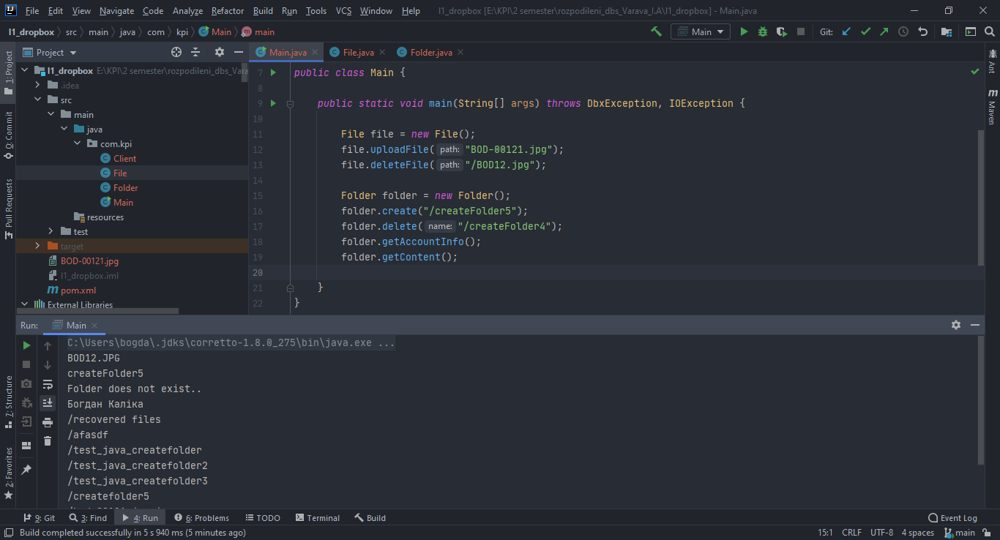 File Edit View Navigate Code Analyze Refactor Build Run Tools VCS Window Help l1_dropbox [E:\KPI\2 semester\rozpodileni_dbs_Varava_I.A\l1_dropbox] - Main.java
l1_dropbox src main java com kpi Main main
Main
Git:
1: Project
0: Commit
Pull Requests
7: Structure
2: Favorites
Project
l1_dropbox E:\KPI\2 semester\rozpodileni_dbs_Varava
.idea
src
main
java
com.kpi
Client
File
Folder
Main
resources
test
target
BOD-00121.jpg
l1_dropbox.iml
pom.xml
External Libraries
Main.java File.java Folder.java
7 public class Main {
8
9 public static void main(String[] args) throws DbxException, IOException {
10
11 File file = new File();
12 file.uploadFile( path: "BOD-00121.jpg");
13 file.deleteFile( path: "/BOD12.jpg");
14
15 Folder folder = new Folder();
16 folder.create("/createFolder5");
17 folder.delete( name: "/createFolder4");
18 folder.getAccountInfo();
19 folder.getContent();
20
21 }
22 }
Ant
Maven
Run: Main
C:\Users\bogda\.jdks\corretto-1.8.0_275\bin\java.exe ...
BOD12.JPG
createFolder5
Folder does not exist..
Богдан Каліка
/recovered files
/afasdf
/test_java_createfolder
/test_java_createfolder2
/test_java_createfolder3
/createfolder5
9: Git 3: Find 4: Run 6: Problems TODO Terminal Build Event Log
Build completed successfully in 5 s 940 ms (5 minutes ago) 15:1 CRLF UTF-8 4 spaces main